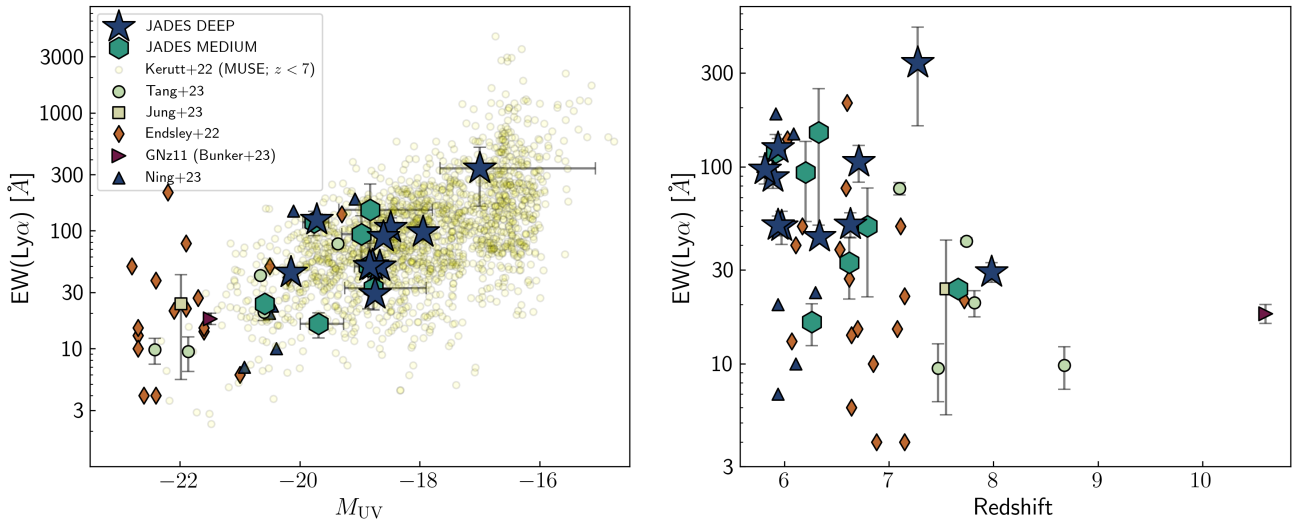 JADES DEEP
JADES MEDIUM
Kerutt+22 (MUSE; z < 7)
Tang+23
Jung+23
Endsley+22
GNz11 (Bunker+23)
Ning+23
EW(Lyα) [Å]
3000
1000
300
100
30
10
3
−22
−20
−18
−16
M_UV
EW(Lyα) [Å]
300
100
30
10
3
6
7
8
9
10
Redshift